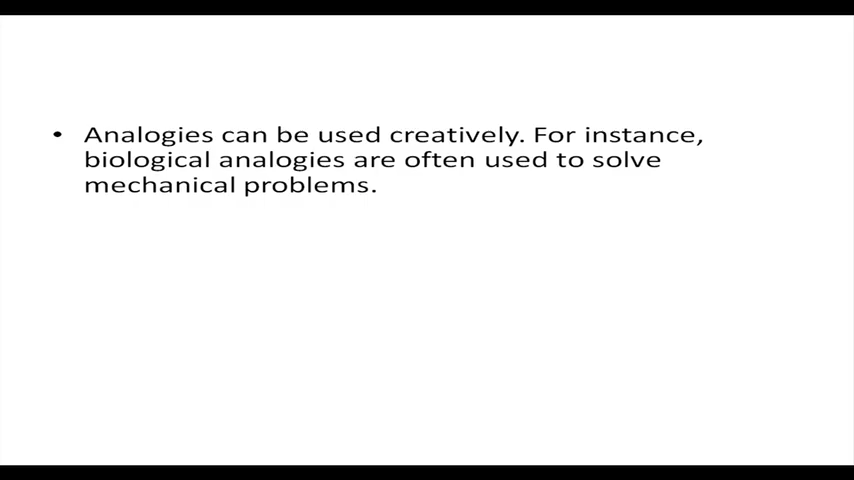 • Analogies can be used creatively. For instance,
biological analogies are often used to solve
mechanical problems.